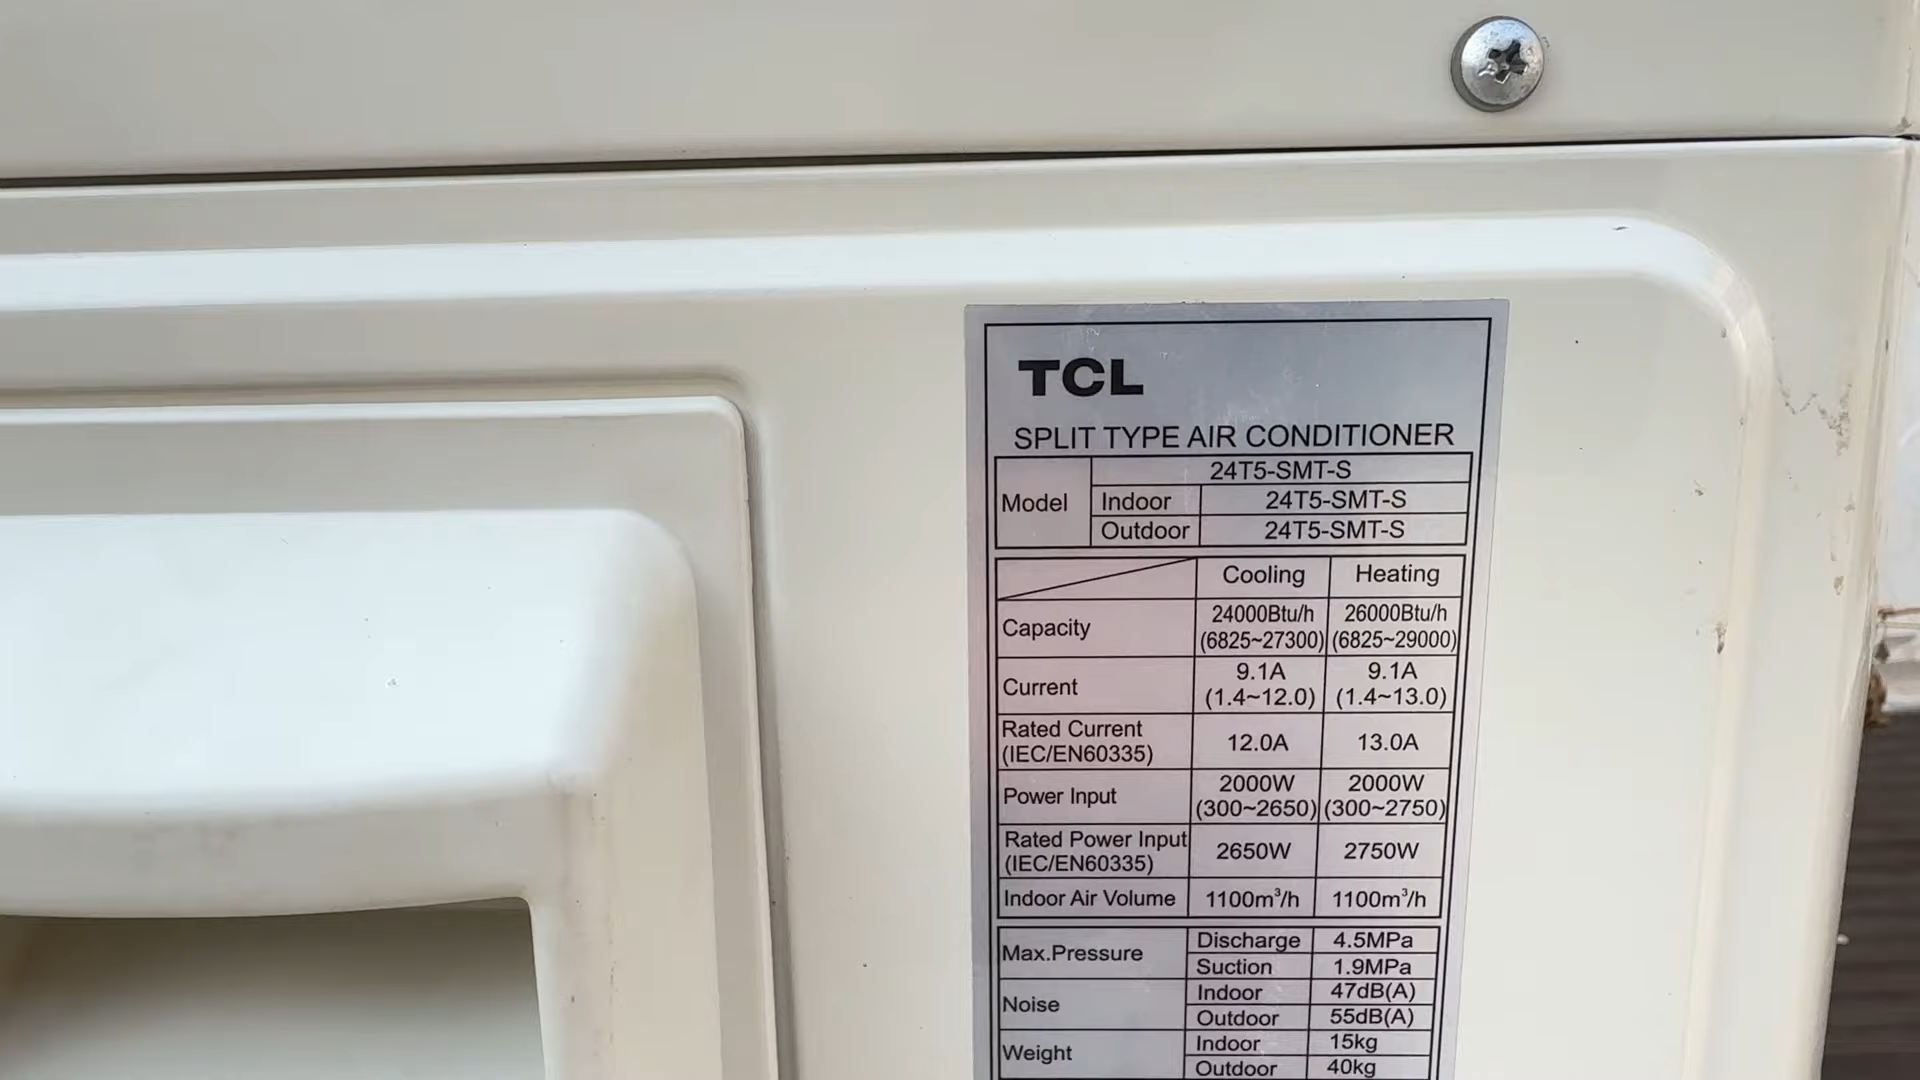 TCL
SPLIT TYPE AIR CONDITIONER
Model 24T5-SMT-S
Indoor 24T5-SMT-S
Outdoor 24T5-SMT-S
Cooling Heating
Capacity 24000Btu/h (6825~27300) 26000Btu/h (6825~29000)
Current 9.1A (1.4~12.0) 9.1A (1.4~13.0)
Rated Current (IEC/EN60335) 12.0A 13.0A
Power Input 2000W (300~2650) 2000W (300~2750)
Rated Power Input (IEC/EN60335) 2650W 2750W
Indoor Air Volume 1100m³/h 1100m³/h
Max.Pressure Discharge 4.5MPa
Suction 1.9MPa
Noise Indoor 47dB(A)
Outdoor 55dB(A)
Weight Indoor 15kg
Outdoor 40kg